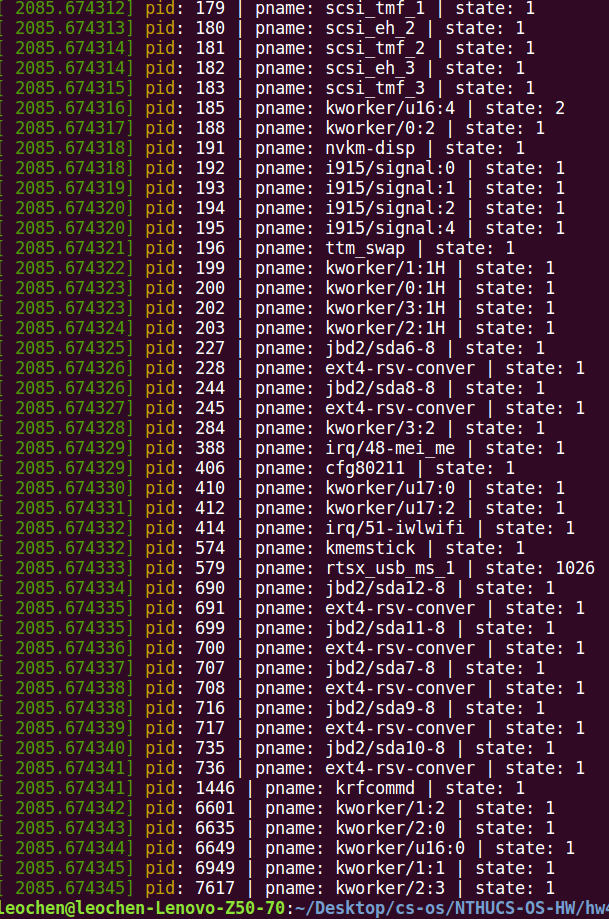 [ 2085.674312] pid: 179 | pname: scsi_tmf_1 | state: 1
[ 2085.674313] pid: 180 | pname: scsi_eh_2 | state: 1
[ 2085.674314] pid: 181 | pname: scsi_tmf_2 | state: 1
[ 2085.674314] pid: 182 | pname: scsi_eh_3 | state: 1
[ 2085.674315] pid: 183 | pname: scsi_tmf_3 | state: 1
[ 2085.674316] pid: 185 | pname: kworker/u16:4 | state: 2
[ 2085.674317] pid: 188 | pname: kworker/0:2 | state: 1
[ 2085.674318] pid: 191 | pname: nvkm-disp | state: 1
[ 2085.674318] pid: 192 | pname: i915/signal:0 | state: 1
[ 2085.674319] pid: 193 | pname: i915/signal:1 | state: 1
[ 2085.674320] pid: 194 | pname: i915/signal:2 | state: 1
[ 2085.674320] pid: 195 | pname: i915/signal:4 | state: 1
[ 2085.674321] pid: 196 | pname: ttm_swap | state: 1
[ 2085.674322] pid: 199 | pname: kworker/1:1H | state: 1
[ 2085.674323] pid: 200 | pname: kworker/0:1H | state: 1
[ 2085.674323] pid: 202 | pname: kworker/3:1H | state: 1
[ 2085.674324] pid: 203 | pname: kworker/2:1H | state: 1
[ 2085.674325] pid: 227 | pname: jbd2/sda6-8 | state: 1
[ 2085.674326] pid: 228 | pname: ext4-rsv-conver | state: 1
[ 2085.674326] pid: 244 | pname: jbd2/sda8-8 | state: 1
[ 2085.674327] pid: 245 | pname: ext4-rsv-conver | state: 1
[ 2085.674328] pid: 284 | pname: kworker/3:2 | state: 1
[ 2085.674329] pid: 388 | pname: irq/48-mei_me | state: 1
[ 2085.674329] pid: 406 | pname: cfg80211 | state: 1
[ 2085.674330] pid: 410 | pname: kworker/u17:0 | state: 1
[ 2085.674331] pid: 412 | pname: kworker/u17:2 | state: 1
[ 2085.674332] pid: 414 | pname: irq/51-iwlwifi | state: 1
[ 2085.674332] pid: 574 | pname: kmemstick | state: 1
[ 2085.674333] pid: 579 | pname: rtsx_usb_ms_1 | state: 1026
[ 2085.674334] pid: 690 | pname: jbd2/sda12-8 | state: 1
[ 2085.674335] pid: 691 | pname: ext4-rsv-conver | state: 1
[ 2085.674335] pid: 699 | pname: jbd2/sda11-8 | state: 1
[ 2085.674336] pid: 700 | pname: ext4-rsv-conver | state: 1
[ 2085.674337] pid: 707 | pname: jbd2/sda7-8 | state: 1
[ 2085.674338] pid: 708 | pname: ext4-rsv-conver | state: 1
[ 2085.674338] pid: 716 | pname: jbd2/sda9-8 | state: 1
[ 2085.674339] pid: 717 | pname: ext4-rsv-conver | state: 1
[ 2085.674340] pid: 735 | pname: jbd2/sda10-8 | state: 1
[ 2085.674341] pid: 736 | pname: ext4-rsv-conver | state: 1
[ 2085.674341] pid: 1446 | pname: krfcommd | state: 1
[ 2085.674342] pid: 6601 | pname: kworker/1:2 | state: 1
[ 2085.674343] pid: 6635 | pname: kworker/2:0 | state: 1
[ 2085.674344] pid: 6649 | pname: kworker/u16:0 | state: 1
[ 2085.674345] pid: 6949 | pname: kworker/1:1 | state: 1
[ 2085.674345] pid: 7617 | pname: kworker/2:3 | state: 1
leochen@leochen-Lenovo-Z50-70:~/Desktop/cs-os/NTHUCS-OS-HW/hw4